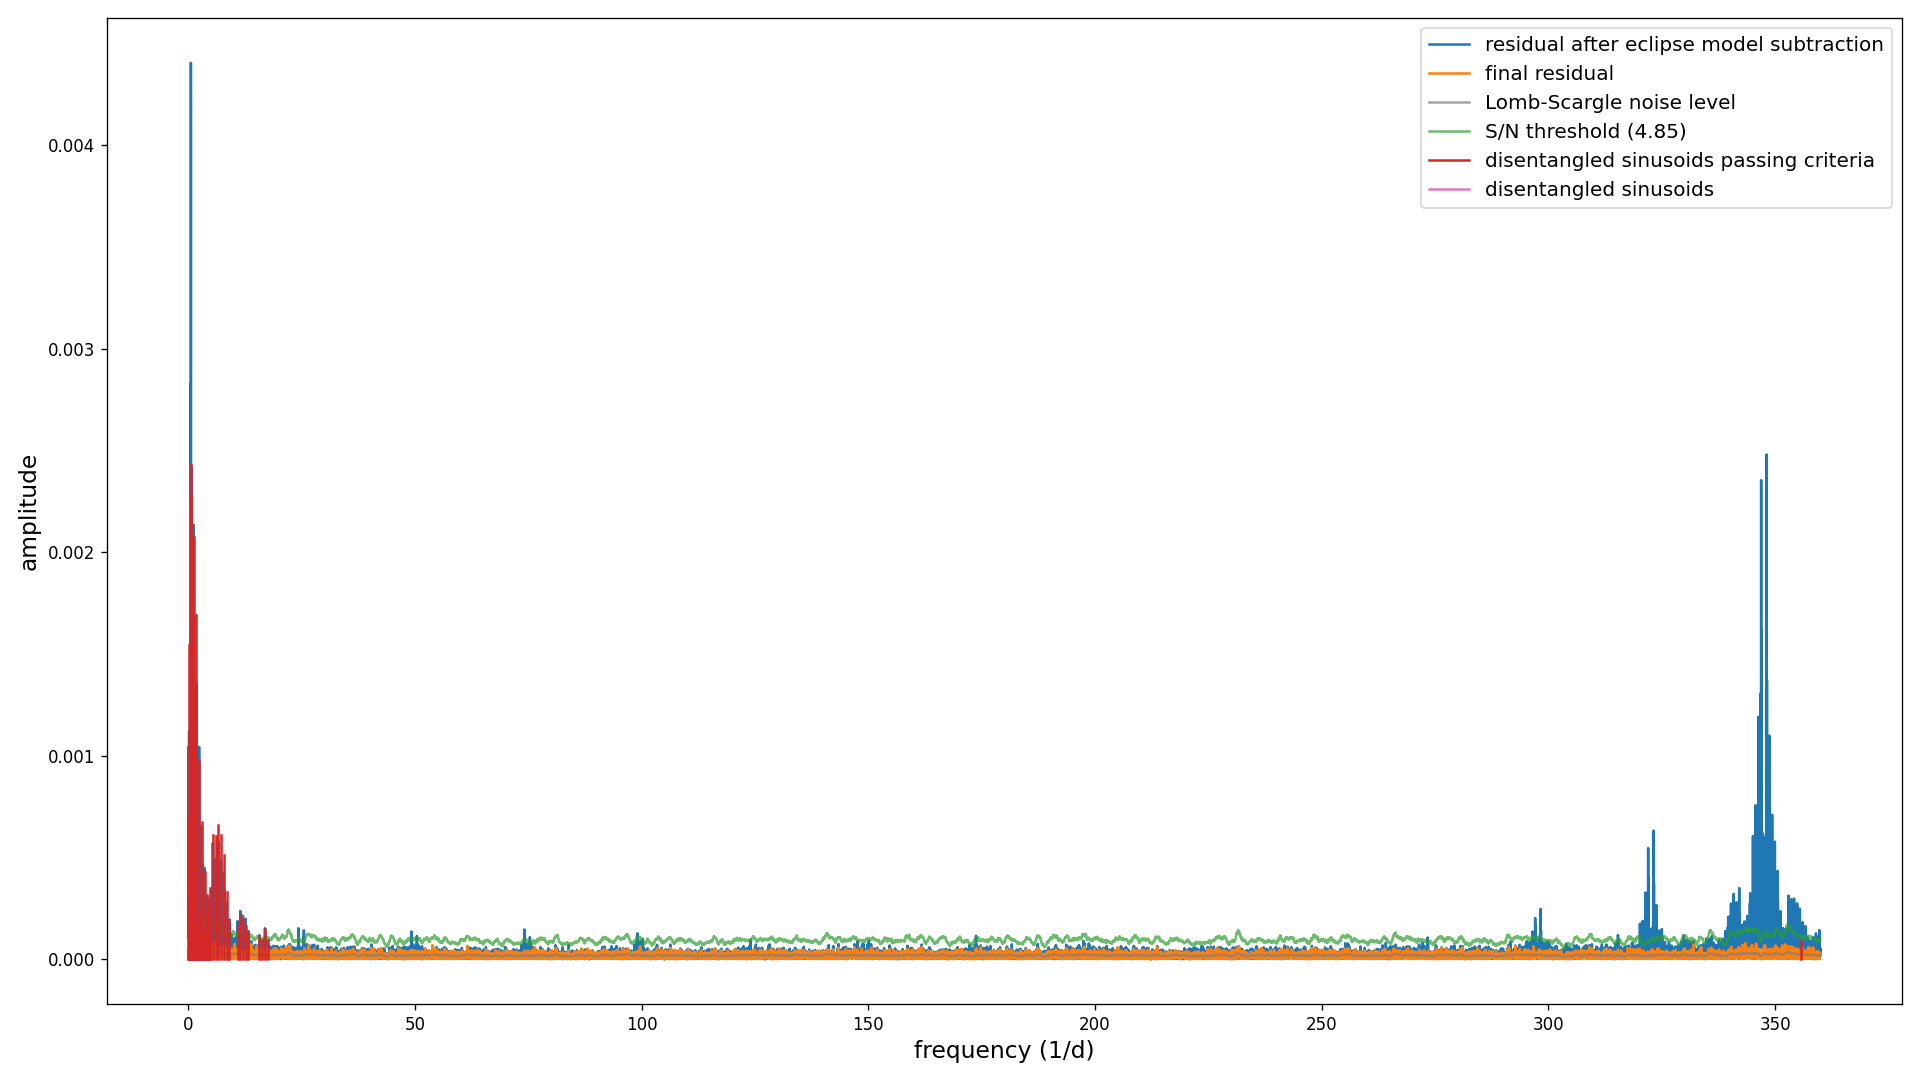 residual after eclipse model subtraction
final residual
Lomb-Scargle noise level
S/N threshold (4.85)
disentangled sinusoids passing criteria
disentangled sinusoids
0.004
0.003
0.002
0.001
0.000
amplitude
0 50 100 150 200 250 300 350
frequency (1/d)